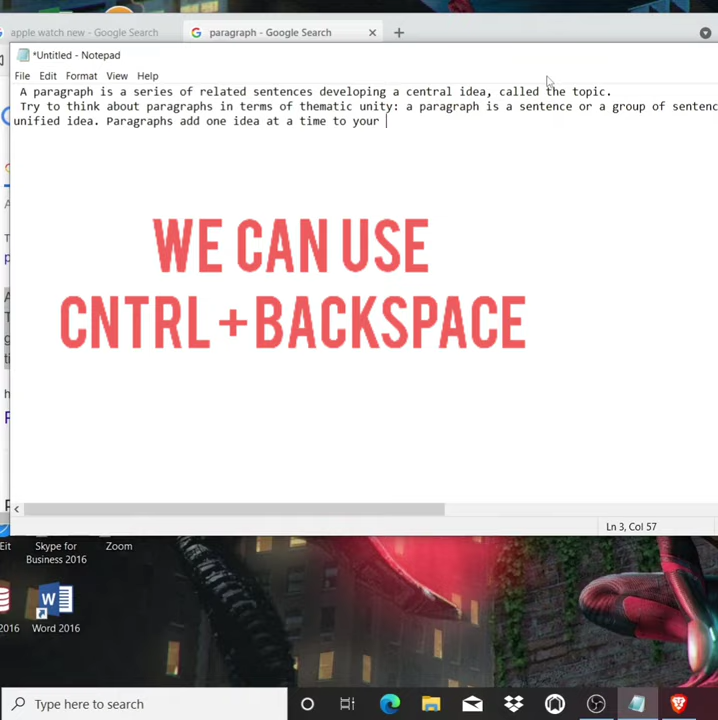 apple watch new - Google Search
paragraph - Google Search
*Untitled - Notepad
File Edit Format View Help
A paragraph is a series of related sentences developing a central idea, called the topic.
Try to think about paragraphs in terms of thematic unity: a paragraph is a sentence or a group of sentenc
unified idea. Paragraphs add one idea at a time to your
WE CAN USE
CNTRL + BACKSPACE
Ln 3, Col 57
Skype for
Business 2016
Zoom
2016
Word 2016
Type here to search